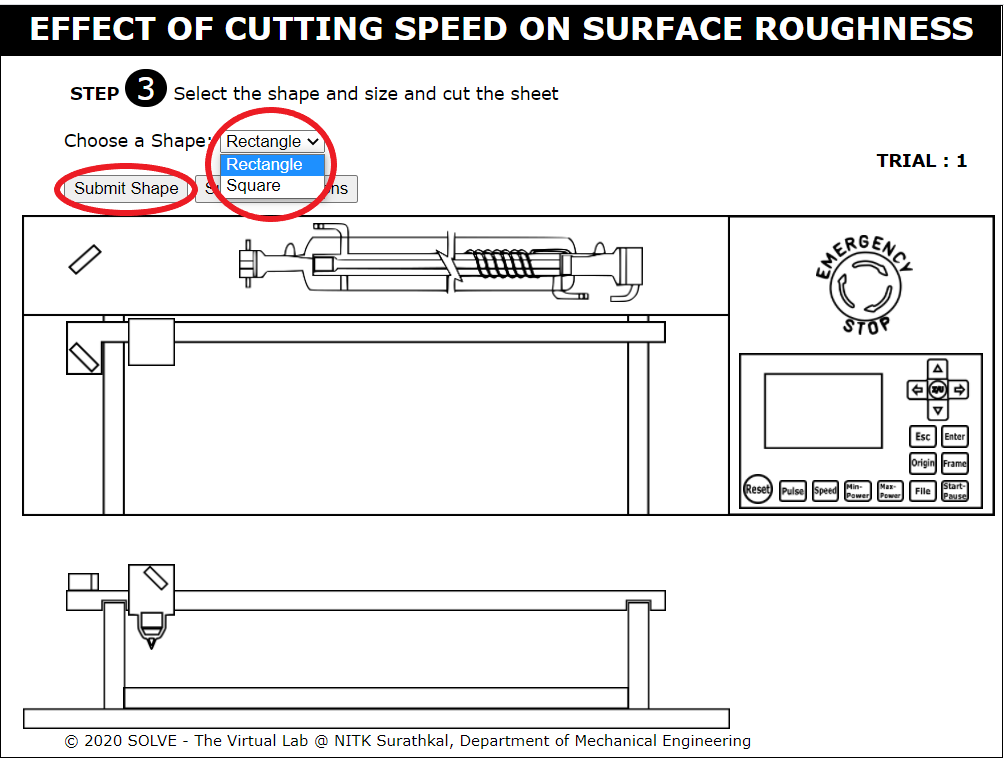 EFFECT OF CUTTING SPEED ON SURFACE ROUGHNESS
STEP 3 Select the shape and size and cut the sheet
Choose a Shape: Rectangle
Rectangle
Square
TRIAL : 1
Submit Shape
EMERGENCY
STOP
X/U
Esc Enter
Origin Frame
Reset Pulse Speed Min-Power Max-Power File Start-Pause
© 2020 SOLVE - The Virtual Lab @ NITK Surathkal, Department of Mechanical Engineering